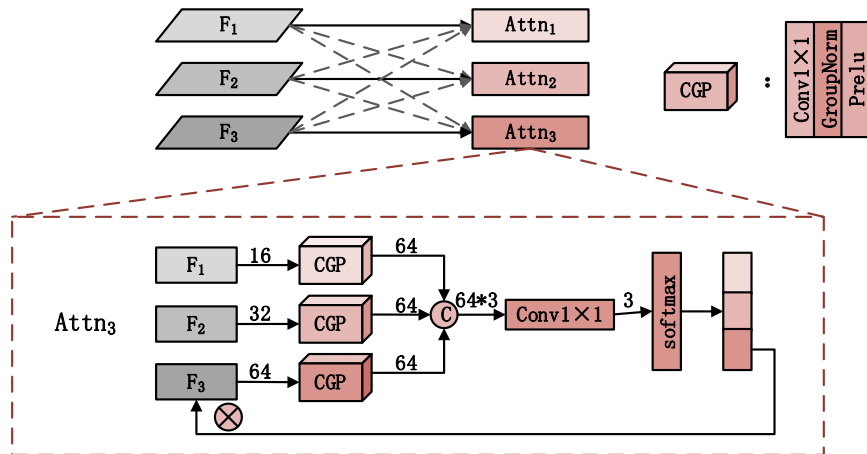 F₁ Attn₁
F₂ Attn₂
F₃ Attn₃
CGP : Conv1×1 GroupNorm Prelu
Attn₃
F₁ 16 CGP 64
F₂ 32 CGP 64 C 64*3 Conv1×1 3 softmax
F₃ 64 CGP 64